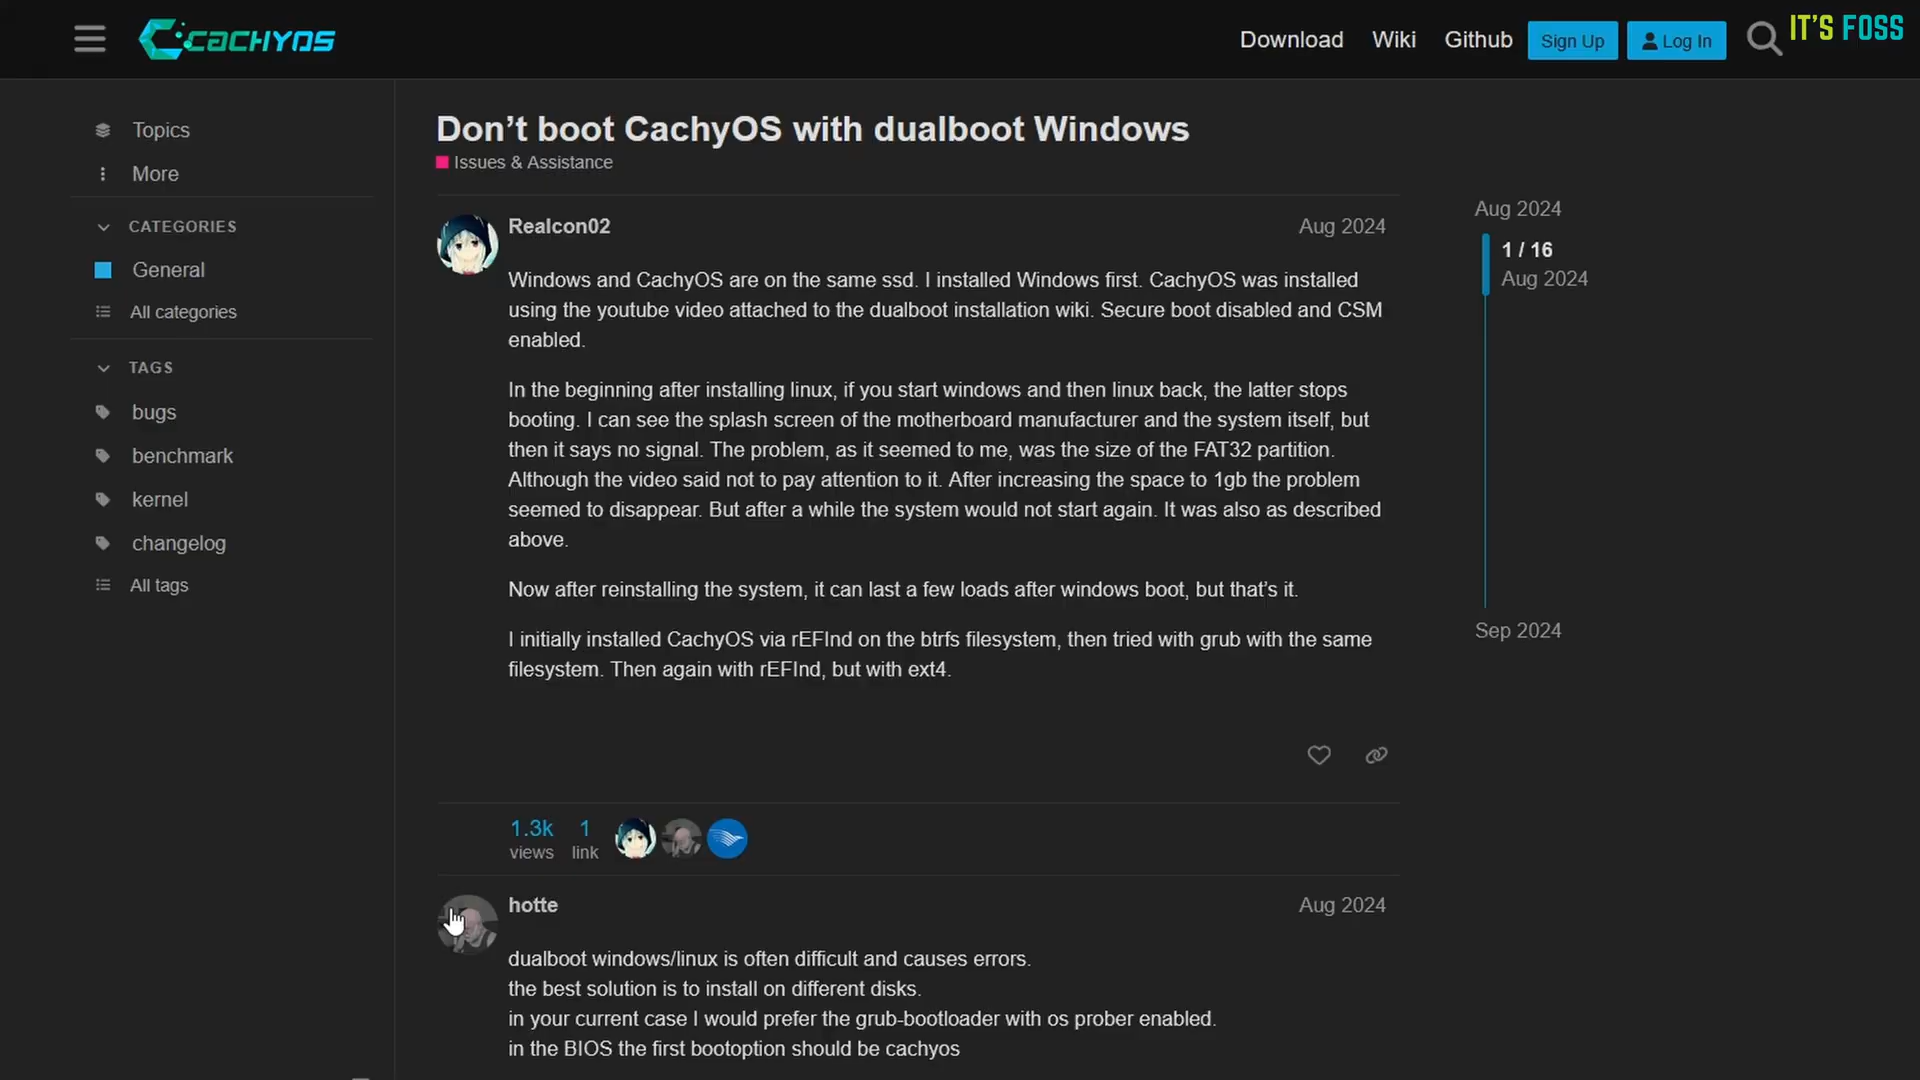 CACHYOS
Download
Wiki
Github
Sign Up
Log In
IT'S FOSS
Topics
More
CATEGORIES
General
All categories
TAGS
bugs
benchmark
kernel
changelog
All tags
Don’t boot CachyOS with dualboot Windows
Issues & Assistance
Realcon02
Aug 2024
Windows and CachyOS are on the same ssd. I installed Windows first. CachyOS was installed
using the youtube video attached to the dualboot installation wiki. Secure boot disabled and CSM
enabled.
In the beginning after installing linux, if you start windows and then linux back, the latter stops
booting. I can see the splash screen of the motherboard manufacturer and the system itself, but
then it says no signal. The problem, as it seemed to me, was the size of the FAT32 partition.
Although the video said not to pay attention to it. After increasing the space to 1gb the problem
seemed to disappear. But after a while the system would not start again. It was also as described
above.
Now after reinstalling the system, it can last a few loads after windows boot, but that’s it.
I initially installed CachyOS via rEFInd on the btrfs filesystem, then tried with grub with the same
filesystem. Then again with rEFInd, but with ext4.
1.3k
views
1
link
hotte
Aug 2024
dualboot windows/linux is often difficult and causes errors.
the best solution is to install on different disks.
in your current case I would prefer the grub-bootloader with os prober enabled.
in the BIOS the first bootoption should be cachyos
Aug 2024
1 / 16
Aug 2024
Sep 2024